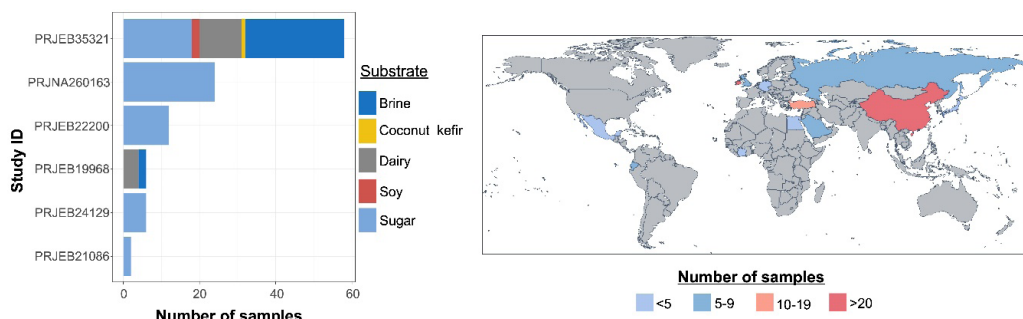 PRJEB35321
PRJNA260163
PRJEB22200
PRJEB19968
PRJEB24129
PRJEB21086
Study ID
0 20 40 60
Number of samples
Substrate
Brine
Coconut kefir
Dairy
Soy
Sugar
Number of samples
<5 5-9 10-19 >20